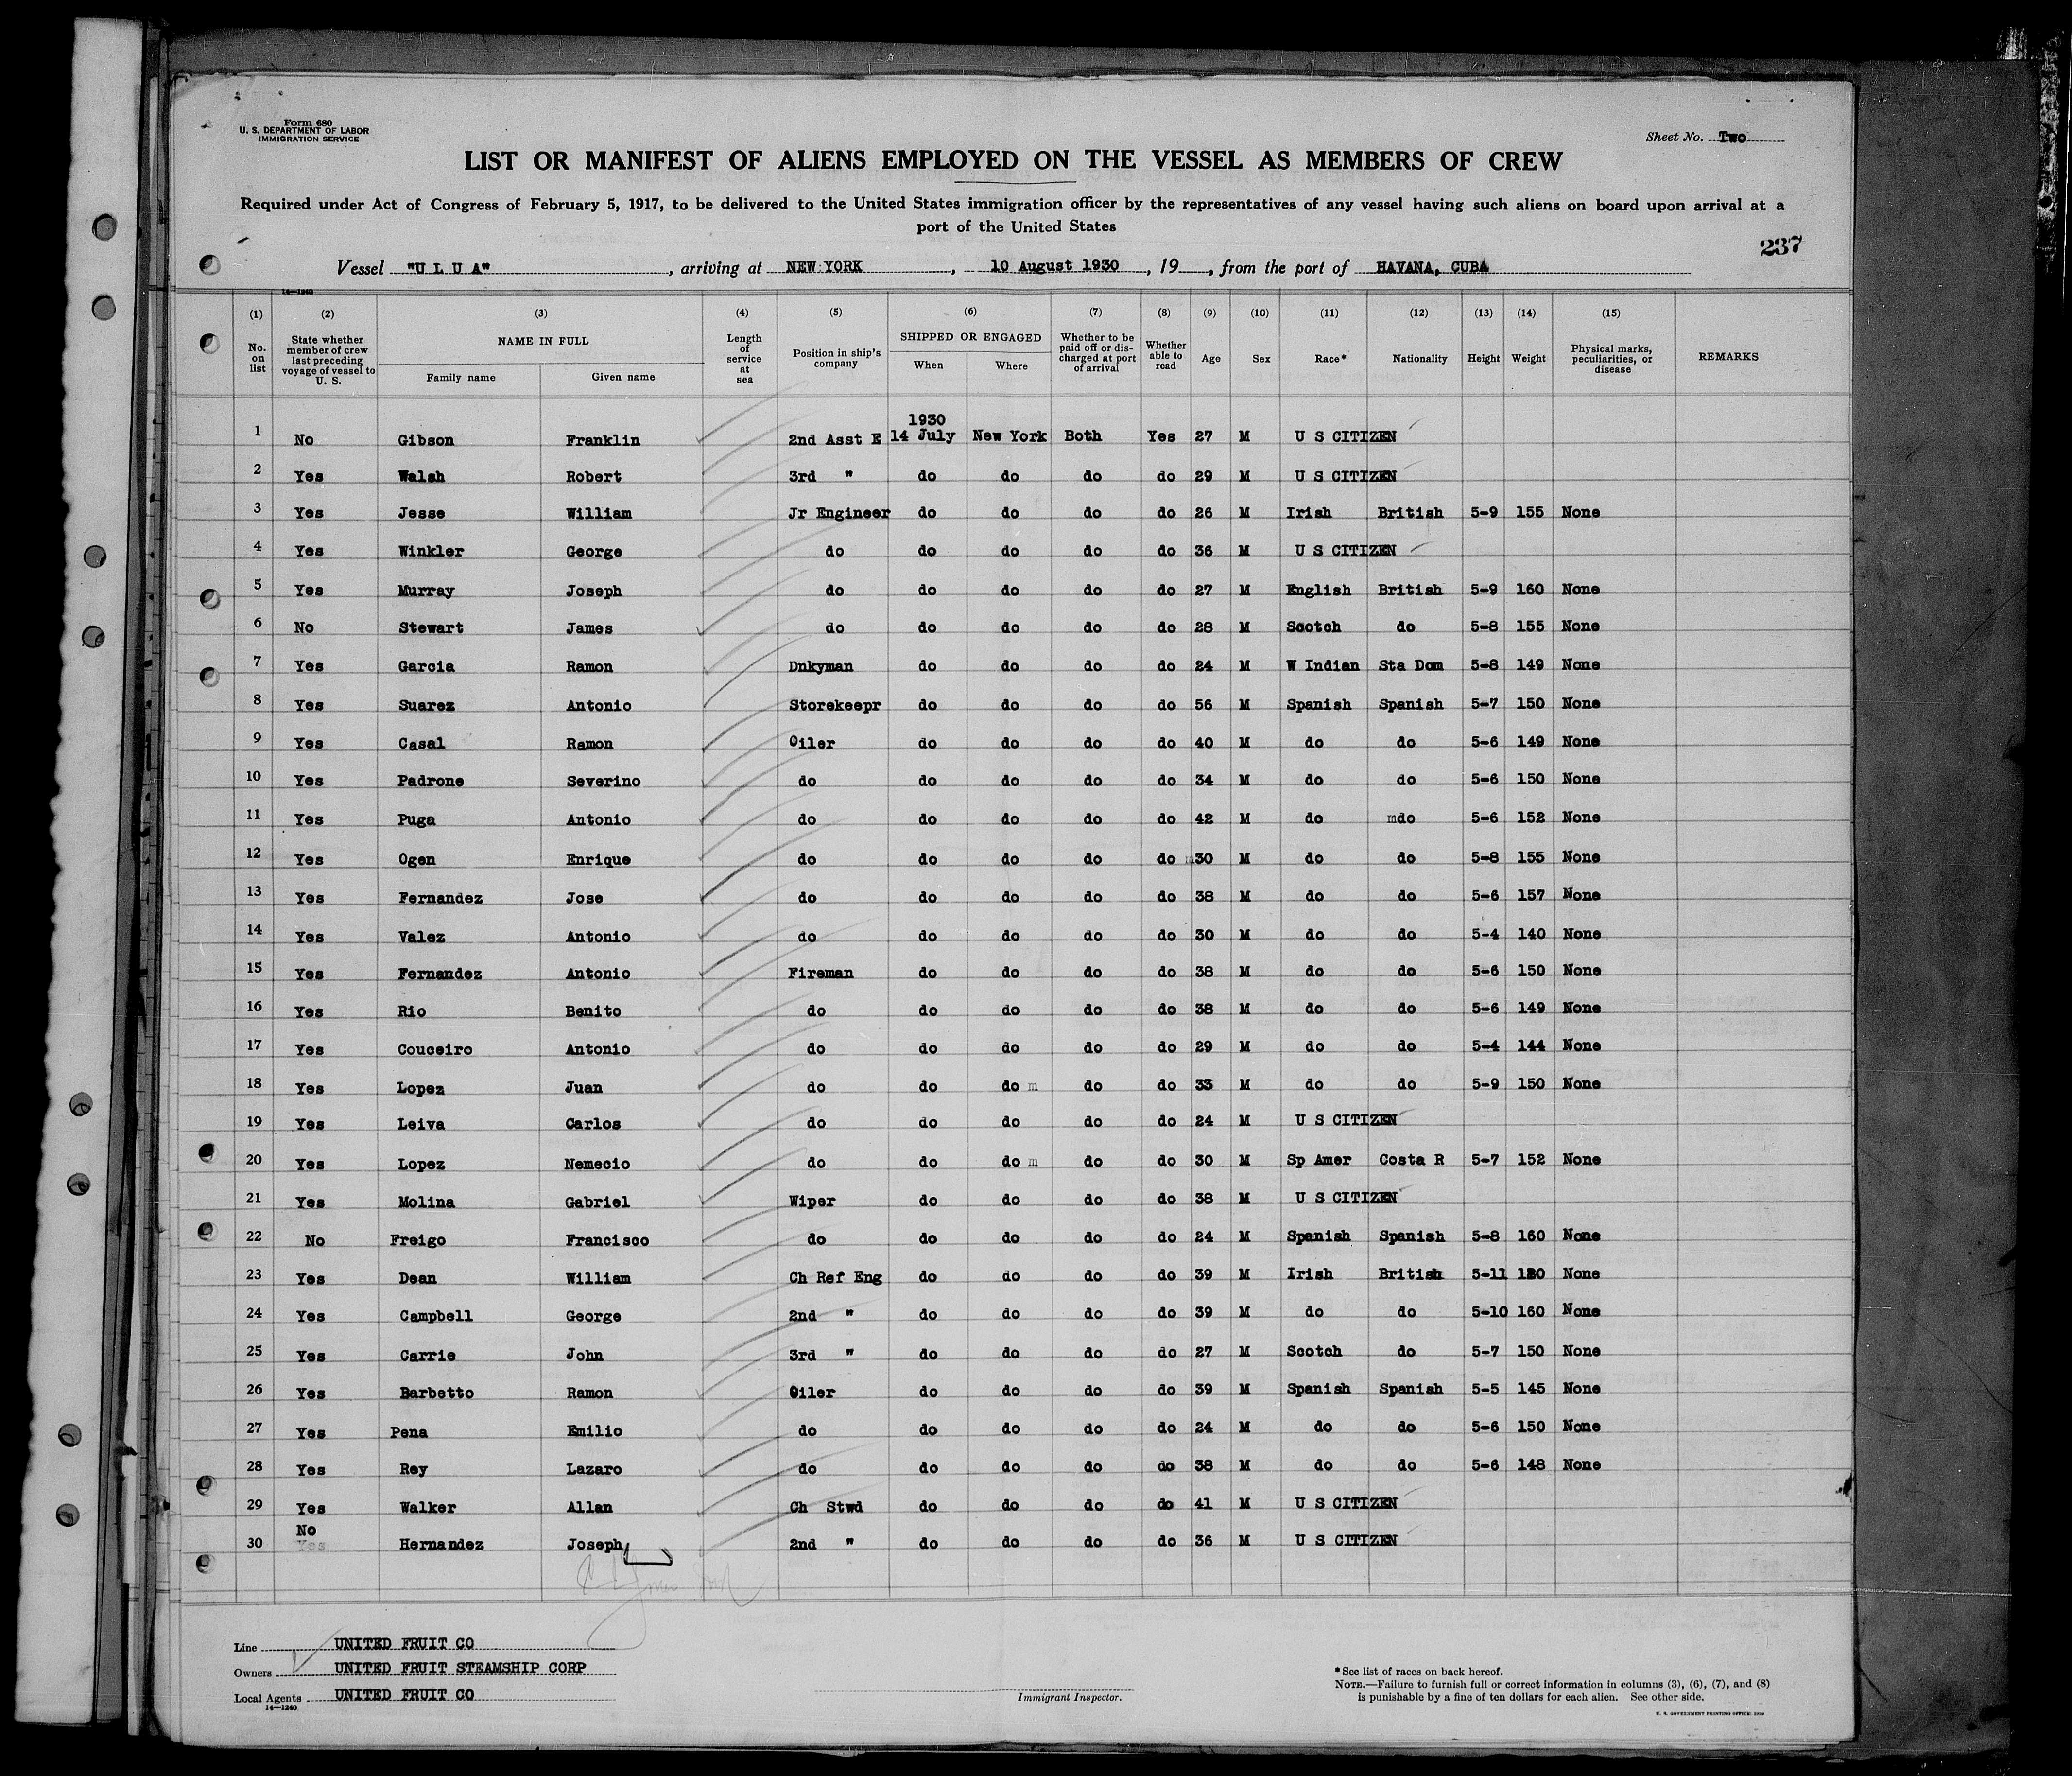 Form 680
U. S. DEPARTMENT OF LABOR
IMMIGRATION SERVICE
Sheet No. Two
LIST OR MANIFEST OF ALIENS EMPLOYED ON THE VESSEL AS MEMBERS OF CREW
Required under Act of Congress of February 5, 1917, to be delivered to the United States immigration officer by the representatives of any vessel having such aliens on board upon arrival at a
port of the United States
237
Vessel "U L U A", arriving at NEW YORK, 10 August 1930, 19, from the port of HAVANA, CUBA
14—1240
(1) (2) (3) (4) (5) (6) (7) (8) (9) (10) (11) (12) (13) (14) (15)
No. on list State whether member of crew last preceding voyage of vessel to U. S. NAME IN FULL Family name Given name Length of service at sea Position in ship's company SHIPPED OR ENGAGED When Where Whether to be paid off or discharged at port of arrival Whether able to read Age Sex Race* Nationality Height Weight Physical marks, peculiarities, or disease REMARKS
1930
1 No Gibson Franklin 2nd Asst E 14 July New York Both Yes 27 M U S CITIZEN
2 Yes Walsh Robert 3rd " do do do do 29 M U S CITIZEN
3 Yes Jesse William Jr Engineer do do do do 26 M Irish British 5-9 155 None
4 Yes Winkler George do do do do do 36 M U S CITIZEN
5 Yes Murray Joseph do do do do do 27 M English British 5-9 160 None
6 No Stewart James do do do do do 28 M Scotch do 5-8 155 None
7 Yes Garcia Ramon Dnkyman do do do do 24 M W Indian Sta Dom 5-8 149 None
8 Yes Suarez Antonio Storekeepr do do do do 56 M Spanish Spanish 5-7 150 None
9 Yes Casal Ramon Oiler do do do do 40 M do do 5-6 149 None
10 Yes Padrone Severino do do do do do 34 M do do 5-6 150 None
11 Yes Puga Antonio do do do do do 42 M do mdo 5-6 152 None
12 Yes Ogen Enrique do do do do do 30 M do do 5-8 155 None
13 Yes Fernandez Jose do do do do do 38 M do do 5-6 157 None
14 Yes Valez Antonio do do do do do 30 M do do 5-4 140 None
15 Yes Fernandez Antonio Fireman do do do do 38 M do do 5-6 150 None
16 Yes Rio Benito do do do do do 38 M do do 5-6 149 None
17 Yes Couceiro Antonio do do do do do 29 M do do 5-4 144 None
18 Yes Lopez Juan do do do m do do 33 M do do 5-9 150 None
19 Yes Leiva Carlos do do do do do 24 M U S CITIZEN
20 Yes Lopez Nemecio do do do m do do 30 M Sp Amer Costa R 5-7 152 None
21 Yes Molina Gabriel Wiper do do do do 38 M U S CITIZEN
22 No Freigo Francisco do do do do do 24 M Spanish Spanish 5-8 160 None
23 Yes Dean William Ch Ref Eng do do do do 39 M Irish British 5-11 None
24 Yes Campbell George 2nd " do do do do 39 M do do 5-10 160 None
25 Yes Carrie John 3rd " do do do do 27 M Scotch do 5-7 150 None
26 Yes Barbetto Ramon Oiler do do do do 39 M Spanish Spanish 5-5 145 None
27 Yes Pena Emilio do do do do do 24 M do do 5-6 150 None
28 Yes Rey Lazaro do do do do do 38 M do do 5-6 148 None
29 Yes Walker Allan Ch Stwd do do do do 41 M U S CITIZEN
No
30 Yes Hernandez Joseph 2nd " do do do do 36 M U S CITIZEN
Line UNITED FRUIT CO
Owners UNITED FRUIT STEAMSHIP CORP
Local Agents UNITED FRUIT CO
14—1240
Immigrant Inspector.
*See list of races on back hereof.
NOTE.—Failure to furnish full or correct information in columns (3), (6), (7), and (8)
is punishable by a fine of ten dollars for each alien. See other side.